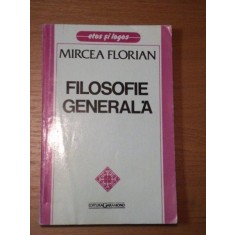 etos și logos
MIRCEA FLORIAN
FILOSOFIE
GENERALĂ